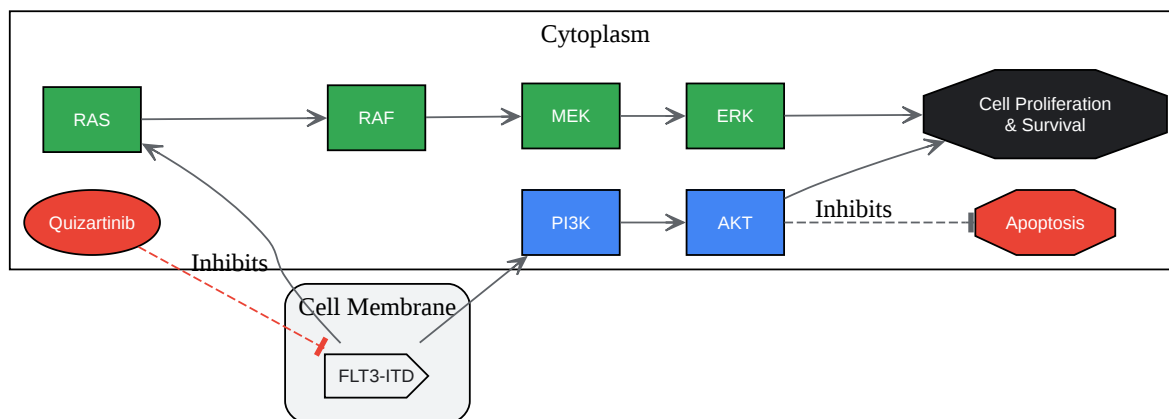 Cytoplasm
RAS
RAF
MEK
ERK
Cell Proliferation
& Survival
Quizartinib
PI3K
AKT
Inhibits
Apoptosis
Inhibits
Cell Membrane
FLT3-ITD